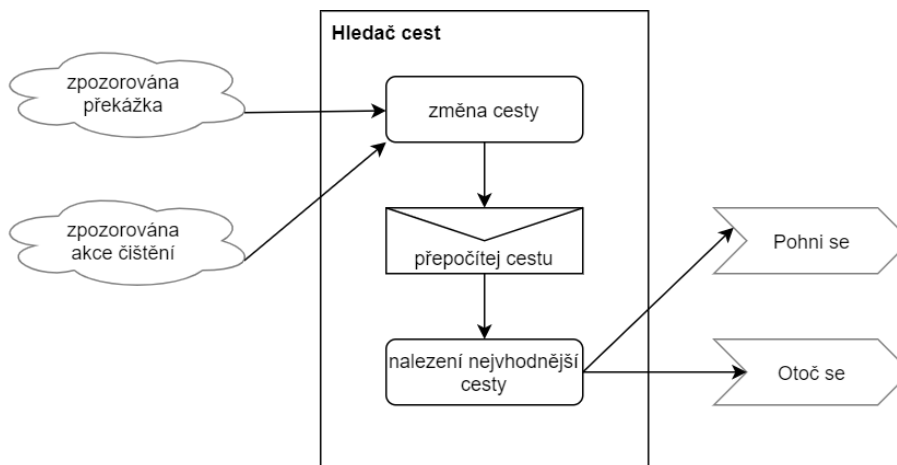 Hledač cest
zpozorována
překážka
změna cesty
zpozorována
akce čištění
přepočítej cestu
Pohni se
nalezení nejvhodnější
cesty
Otoč se